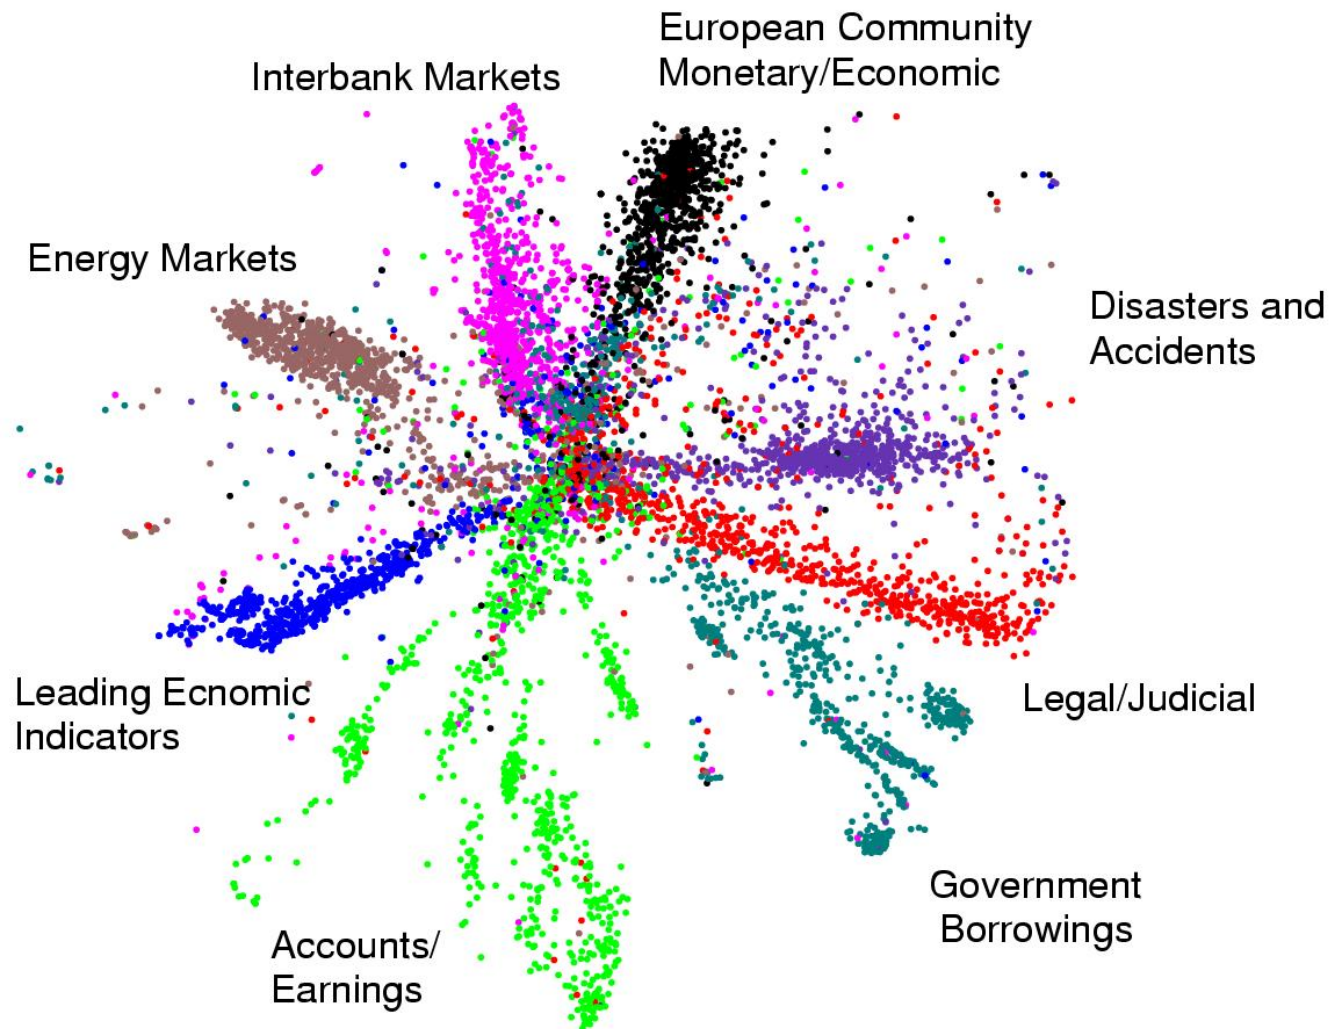 European Community
Monetary/Economic
Interbank Markets
Energy Markets
Disasters and
Accidents
Leading Ecnomic
Indicators
Legal/Judicial
Government
Borrowings
Accounts/
Earnings